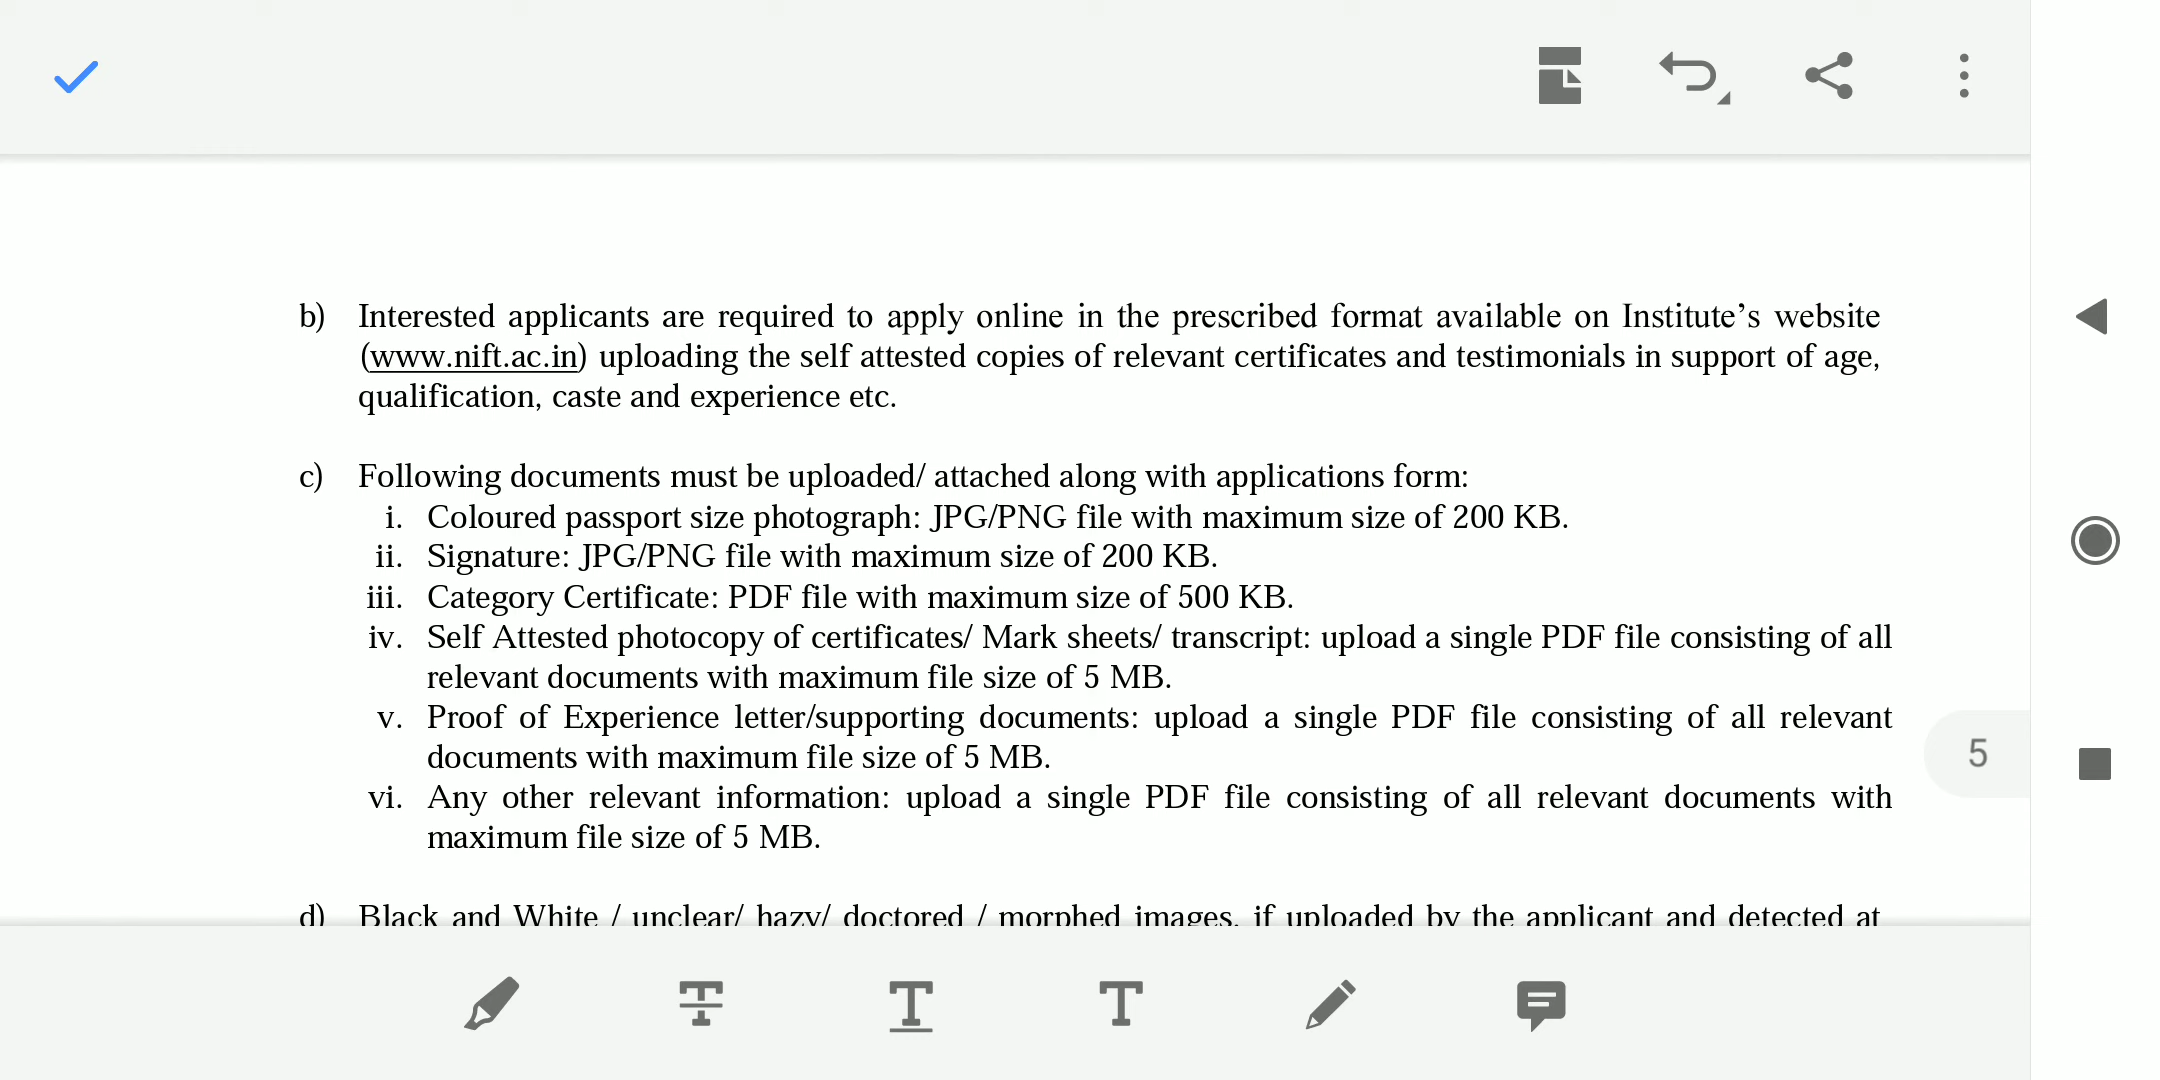 b) Interested applicants are required to apply online in the prescribed format available on Institute’s website
(www.nift.ac.in) uploading the self attested copies of relevant certificates and testimonials in support of age,
qualification, caste and experience etc.
c) Following documents must be uploaded/ attached along with applications form:
i. Coloured passport size photograph: JPG/PNG file with maximum size of 200 KB.
ii. Signature: JPG/PNG file with maximum size of 200 KB.
iii. Category Certificate: PDF file with maximum size of 500 KB.
iv. Self Attested photocopy of certificates/ Mark sheets/ transcript: upload a single PDF file consisting of all
relevant documents with maximum file size of 5 MB.
v. Proof of Experience letter/supporting documents: upload a single PDF file consisting of all relevant
documents with maximum file size of 5 MB.
5
vi. Any other relevant information: upload a single PDF file consisting of all relevant documents with
maximum file size of 5 MB.
d) Black and White / unclear/ hazy/ doctored / morphed images, if uploaded by the applicant and detected at